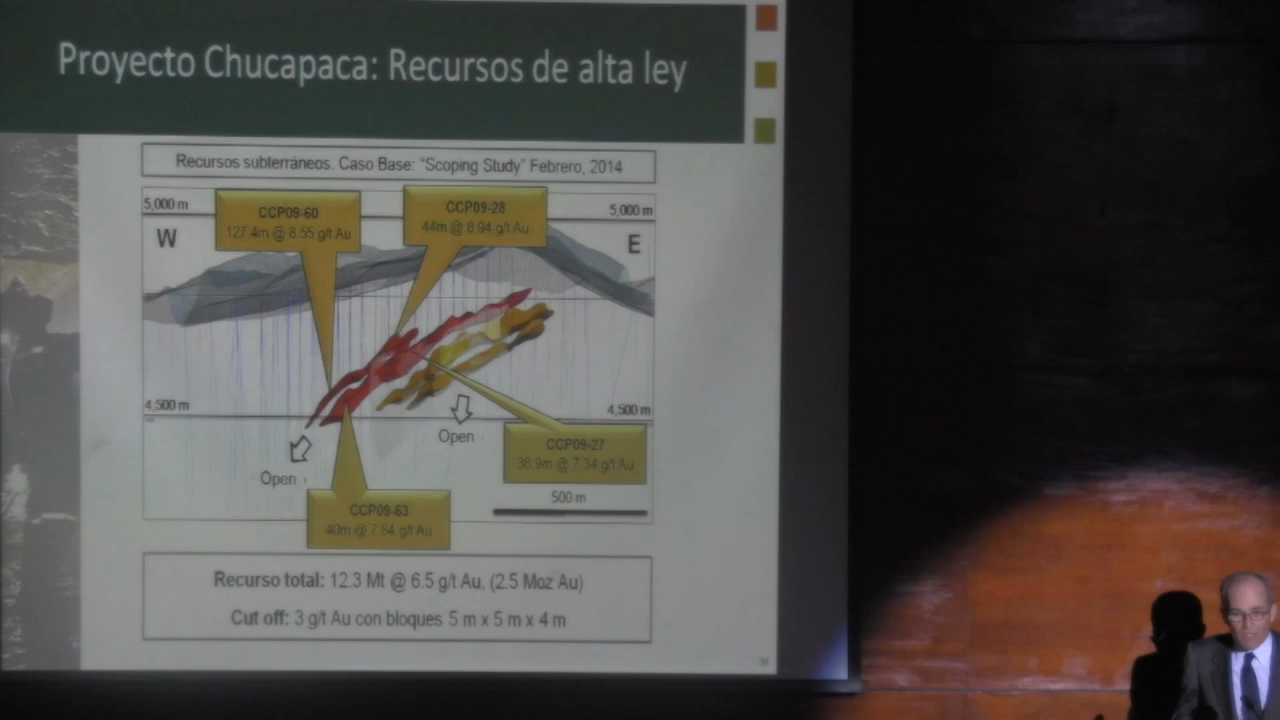 Proyecto Chucapaca: Recursos de alta ley
Recursos subterráneos. Caso Base: "Scoping Study" Febrero, 2014
5,000 m
CCP09-60
127.4m @ 8.55 g/t Au
CCP09-28
44m @ 8.94 g/t Au
5,000 m
W
E
4,500 m
4,500 m
Open
Open
CCP09-27
36.9m @ 7.34 g/t Au
500 m
CCP09-63
40m @ 7.84 g/t Au
Recurso total: 12.3 Mt @ 6.5 g/t Au. (2.5 Moz Au)
Cut off: 3 g/t Au con bloques 5 m x 5 m x 4 m